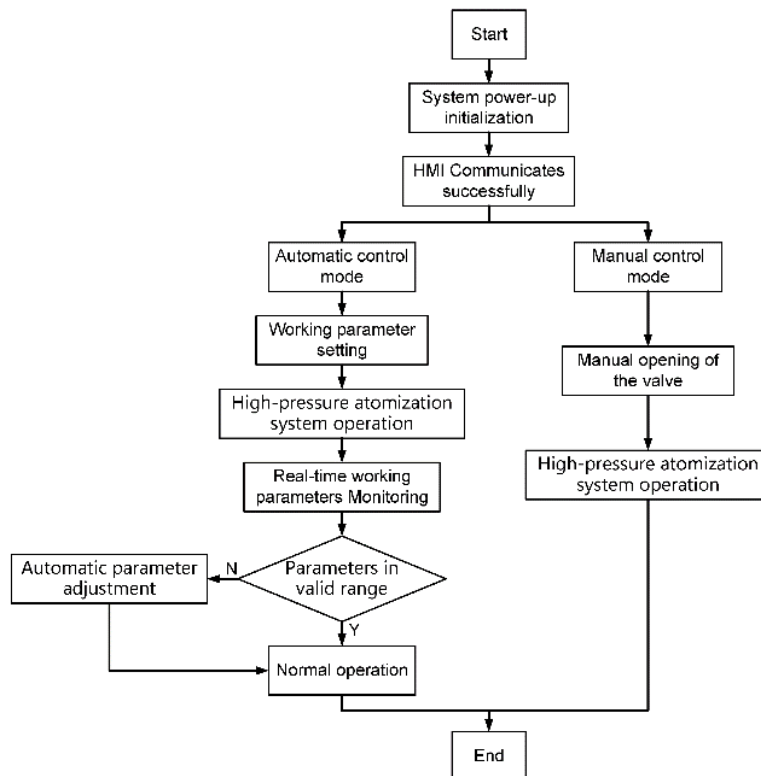 Start
System power-up
initialization
HMI Communicates
successfully
Automatic control
mode
Manual control
mode
Working parameter
setting
Manual opening of
the valve
High-pressure atomization
system operation
High-pressure atomization
system operation
Real-time working
parameters Monitoring
Parameters in
valid range
N
Automatic parameter
adjustment
Y
Normal operation
End